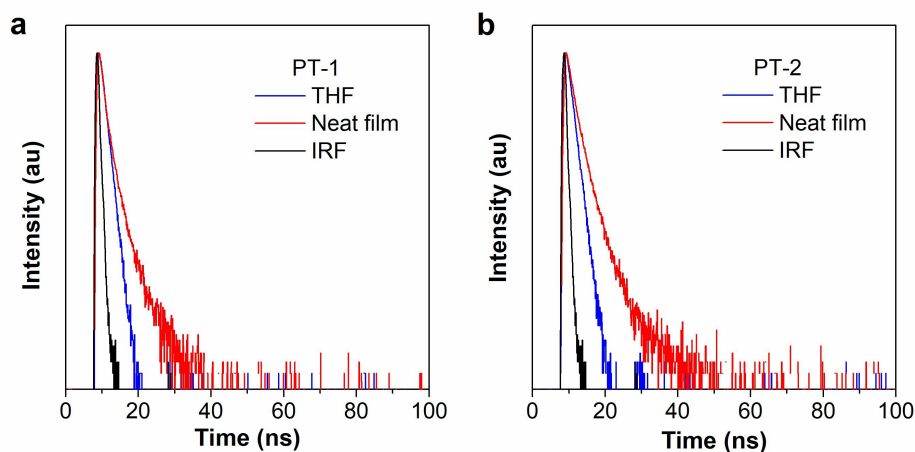 a
PT-1
THF
Neat film
IRF
Intensity (au)
0 20 40 60 80 100
Time (ns)
b
PT-2
THF
Neat film
IRF
Intensity (au)
0 20 40 60 80 100
Time (ns)